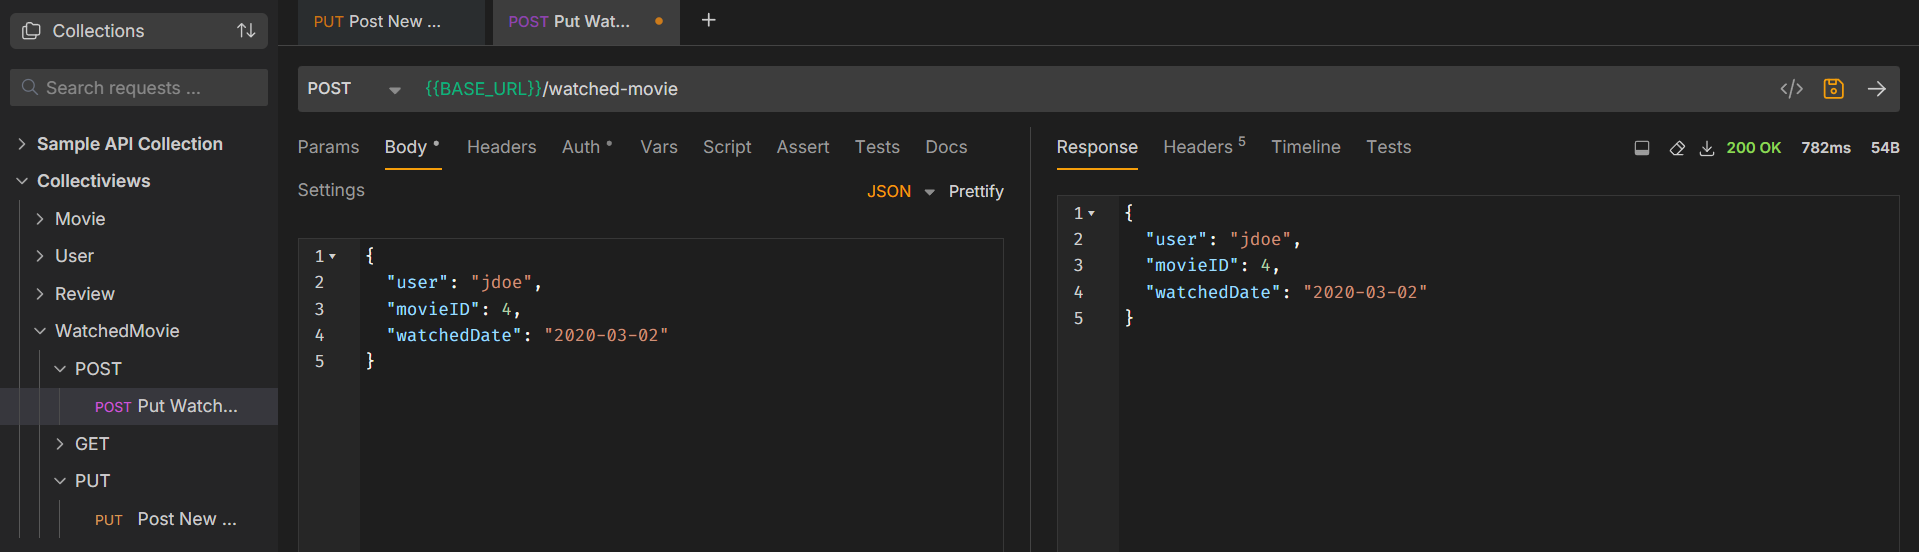 Collections
Search requests ...
Sample API Collection
Collectiviews
Movie
User
Review
WatchedMovie
POST
POST Put Watch...
GET
PUT
PUT Post New ...
PUT Post New ...
POST Put Wat...
+
POST {{BASE_URL}}/watched-movie
</>
Params Body Headers Auth Vars Script Assert Tests Docs
Settings
JSON Prettify
1 {
2 "user": "jdoe",
3 "movieID": 4,
4 "watchedDate": "2020-03-02"
5 }
Response Headers 5 Timeline Tests
200 OK 782ms 54B
1 {
2 "user": "jdoe",
3 "movieID": 4,
4 "watchedDate": "2020-03-02"
5 }